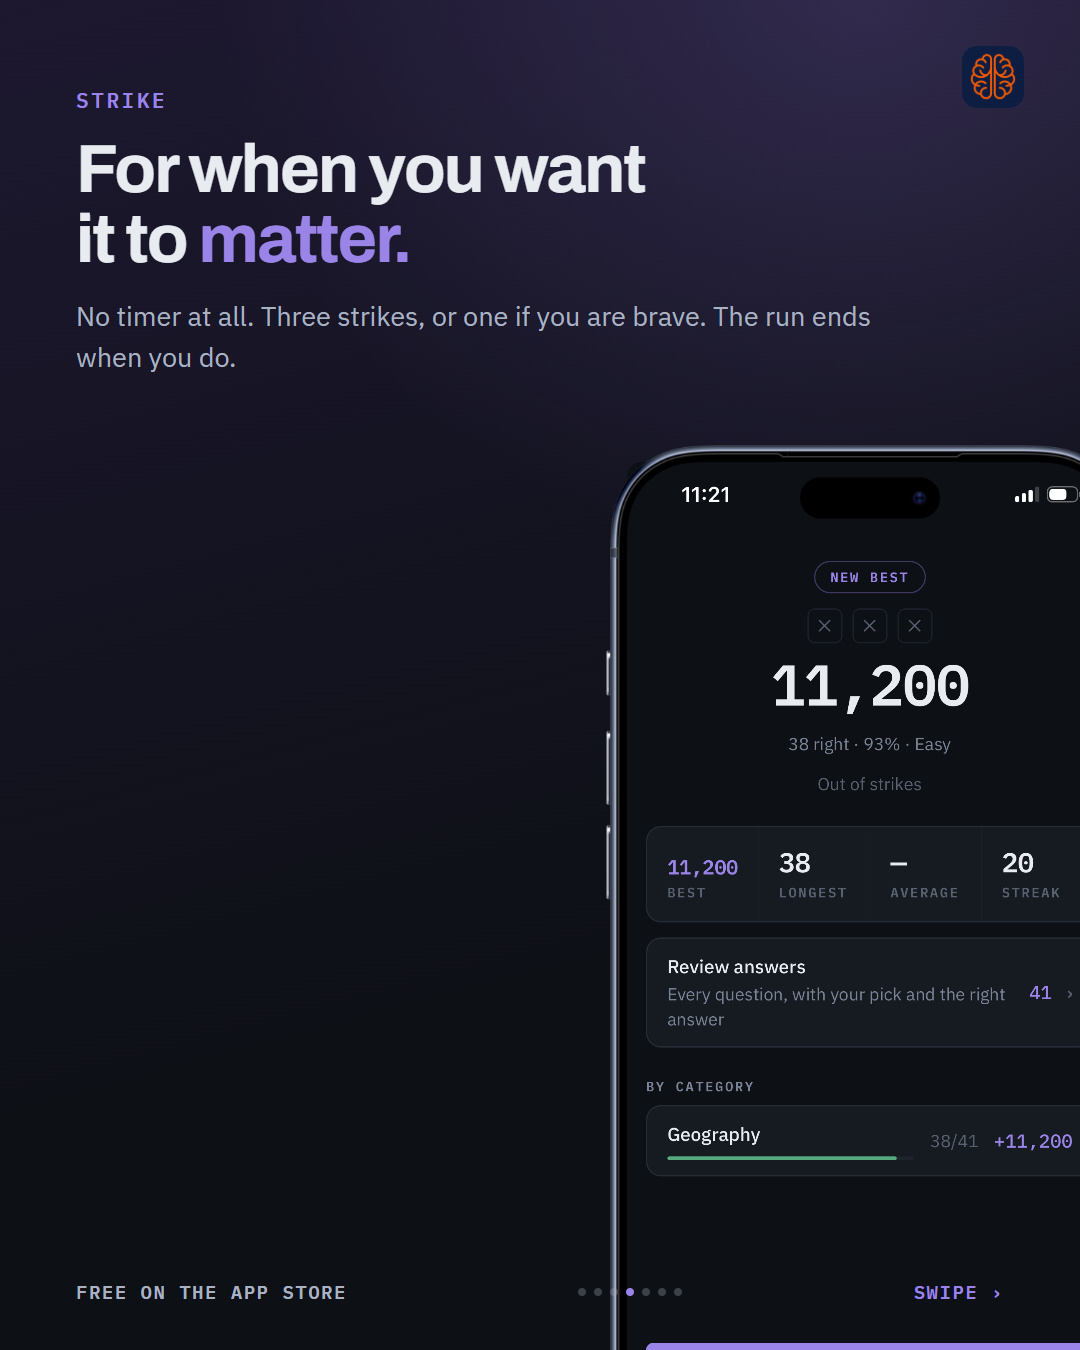 STRIKE
For when you want
it to matter.
No timer at all. Three strikes, or one if you are brave. The run ends
when you do.
11:21
NEW BEST
11,200
38 right · 93% · Easy
Out of strikes
11,200 38 – 20
BEST LONGEST AVERAGE STREAK
Review answers
Every question, with your pick and the right
answer
41 ›
BY CATEGORY
Geography 38/41 +11,200
FREE ON THE APP STORE
SWIPE ›